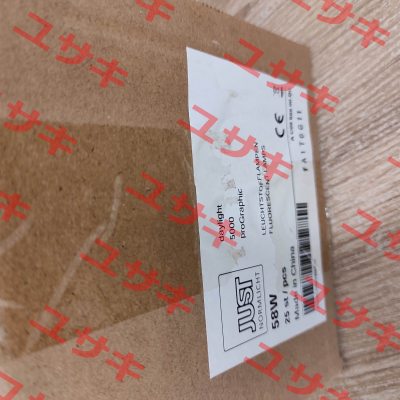 daylight
5000
proGraphic
LEUCHTSTOFFLAMPEN
FLUORESCENT LAMPS
CE
JUST
NORMLICHT
58W
25 st / pcs
Made in China
ユサキ